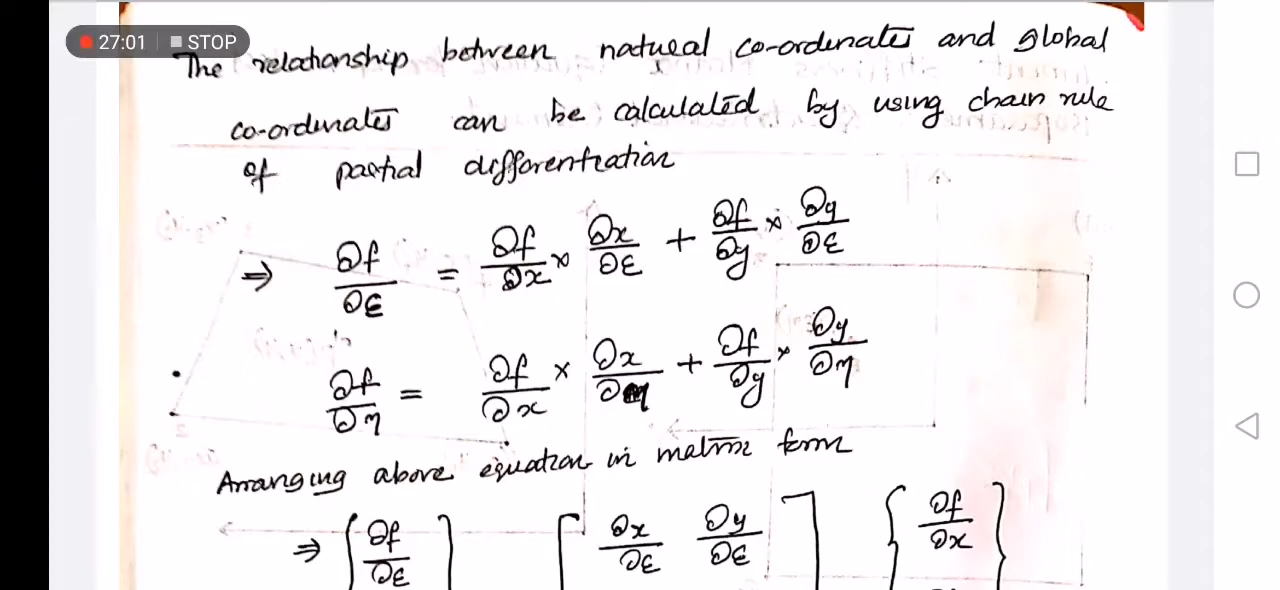 27:01 STOP
The relationship between natural co-ordinates and global
co-ordinates can be calculated by using chain rule
of partial differentiation
⇒ ∂f/∂ε = ∂f/∂x × ∂x/∂ε + ∂f/∂y × ∂y/∂ε
∂f/∂η = ∂f/∂x × ∂x/∂η + ∂f/∂y × ∂y/∂η
Arranging above equation in matrix form
⇒ { ∂f/∂ε ] [ ∂x/∂ε ∂y/∂ε ] { ∂f/∂x }